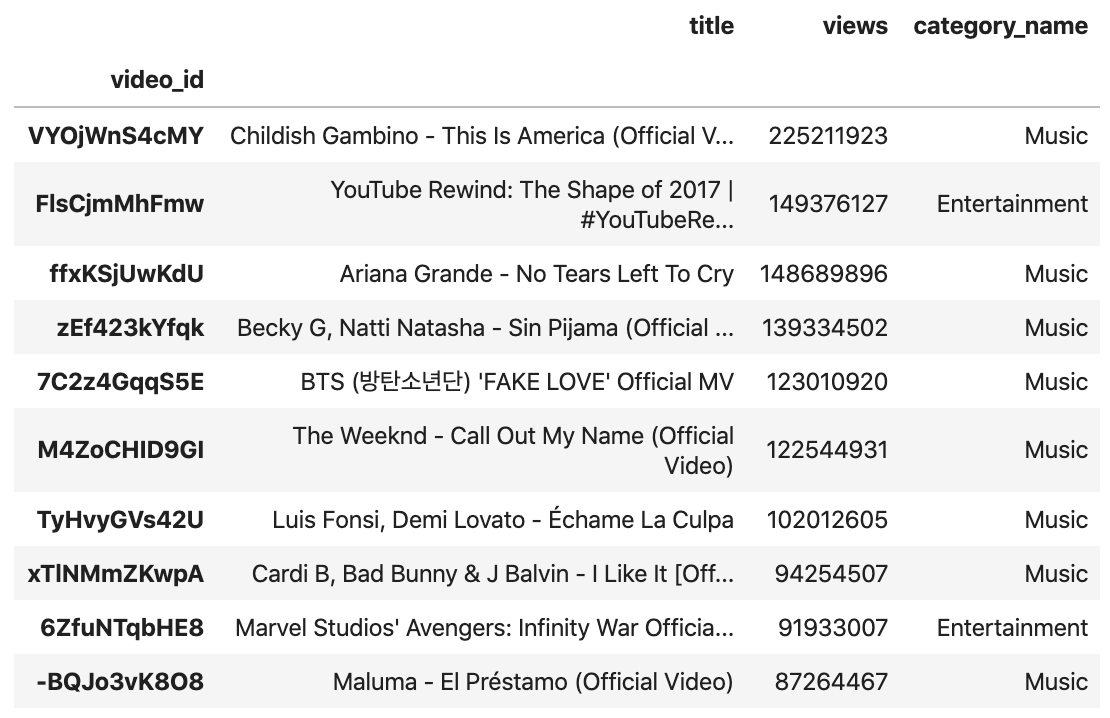 title views category_name
video_id
VYOjWnS4cMY Childish Gambino - This Is America (Official V... 225211923 Music
FlsCjmMhFmw YouTube Rewind: The Shape of 2017 | #YouTubeRe... 149376127 Entertainment
ffxKSjUwKdU Ariana Grande - No Tears Left To Cry 148689896 Music
zEf423kYfqk Becky G, Natti Natasha - Sin Pijama (Official ... 139334502 Music
7C2z4GqqS5E BTS (방탄소년단) 'FAKE LOVE' Official MV 123010920 Music
M4ZoCHID9GI The Weeknd - Call Out My Name (Official Video) 122544931 Music
TyHvyGVs42U Luis Fonsi, Demi Lovato - Échame La Culpa 102012605 Music
xTlNMmZKwpA Cardi B, Bad Bunny & J Balvin - I Like It [Off... 94254507 Music
6ZfuNTqbHE8 Marvel Studios' Avengers: Infinity War Officia... 91933007 Entertainment
-BQJo3vK8O8 Maluma - El Préstamo (Official Video) 87264467 Music